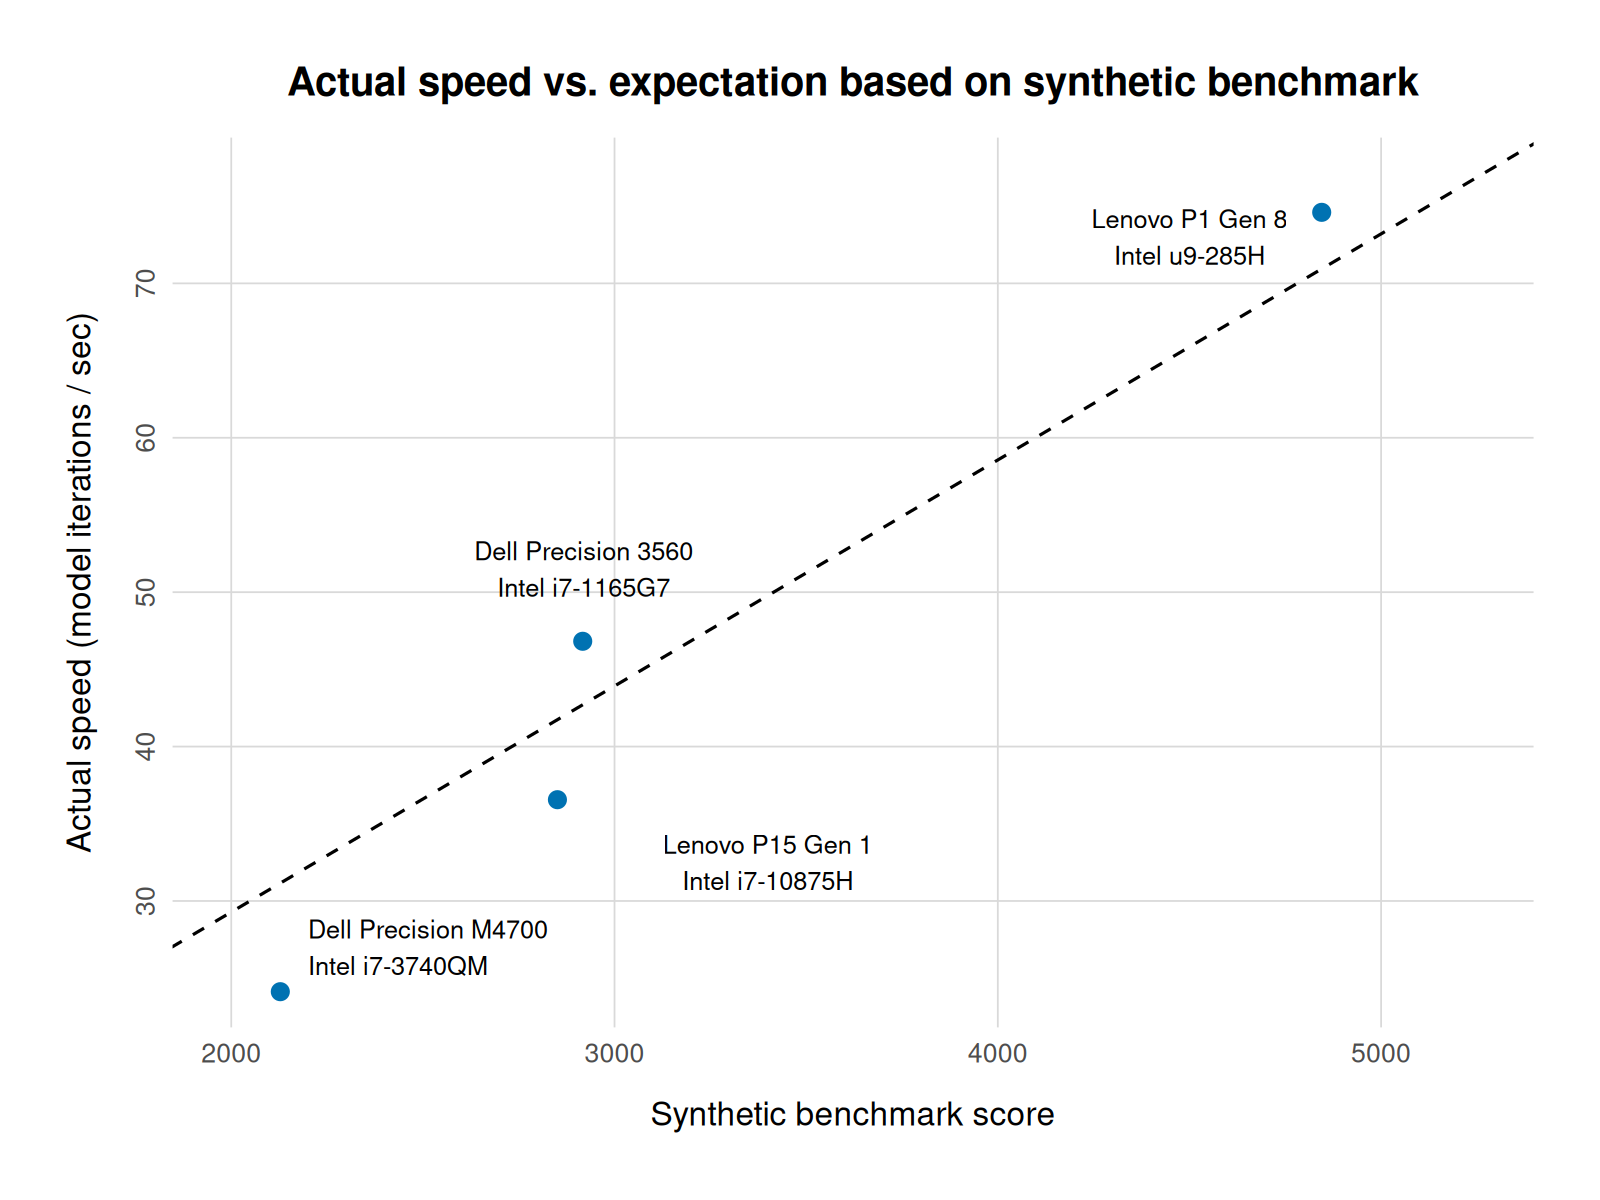 Actual speed vs. expectation based on synthetic benchmark
Actual speed (model iterations / sec)
70
60
50
40
30
Lenovo P1 Gen 8
Intel u9-285H
Dell Precision 3560
Intel i7-1165G7
Lenovo P15 Gen 1
Intel i7-10875H
Dell Precision M4700
Intel i7-3740QM
2000
3000
4000
5000
Synthetic benchmark score